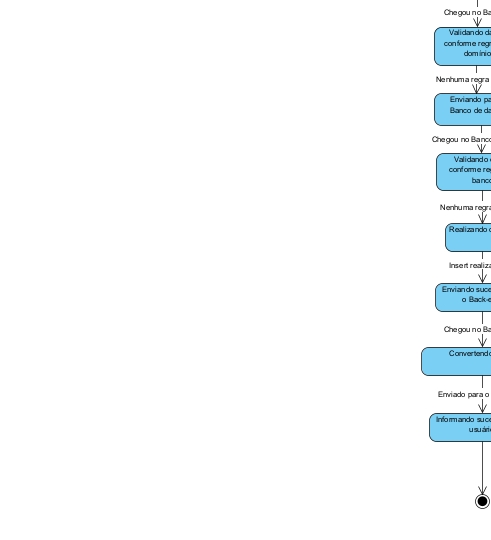 Chegou no Ba
Validando da
conforme regr
domínio
Nenhuma regra
Enviando pa
Banco de da
Chegou no Banco
Validando
conforme re
banco
Nenhuma regra
Realizando
Insert realiza
Enviando suce
o Back-e
Chegou no Ba
Convertendo
Enviado para o
Informando suce
usuári